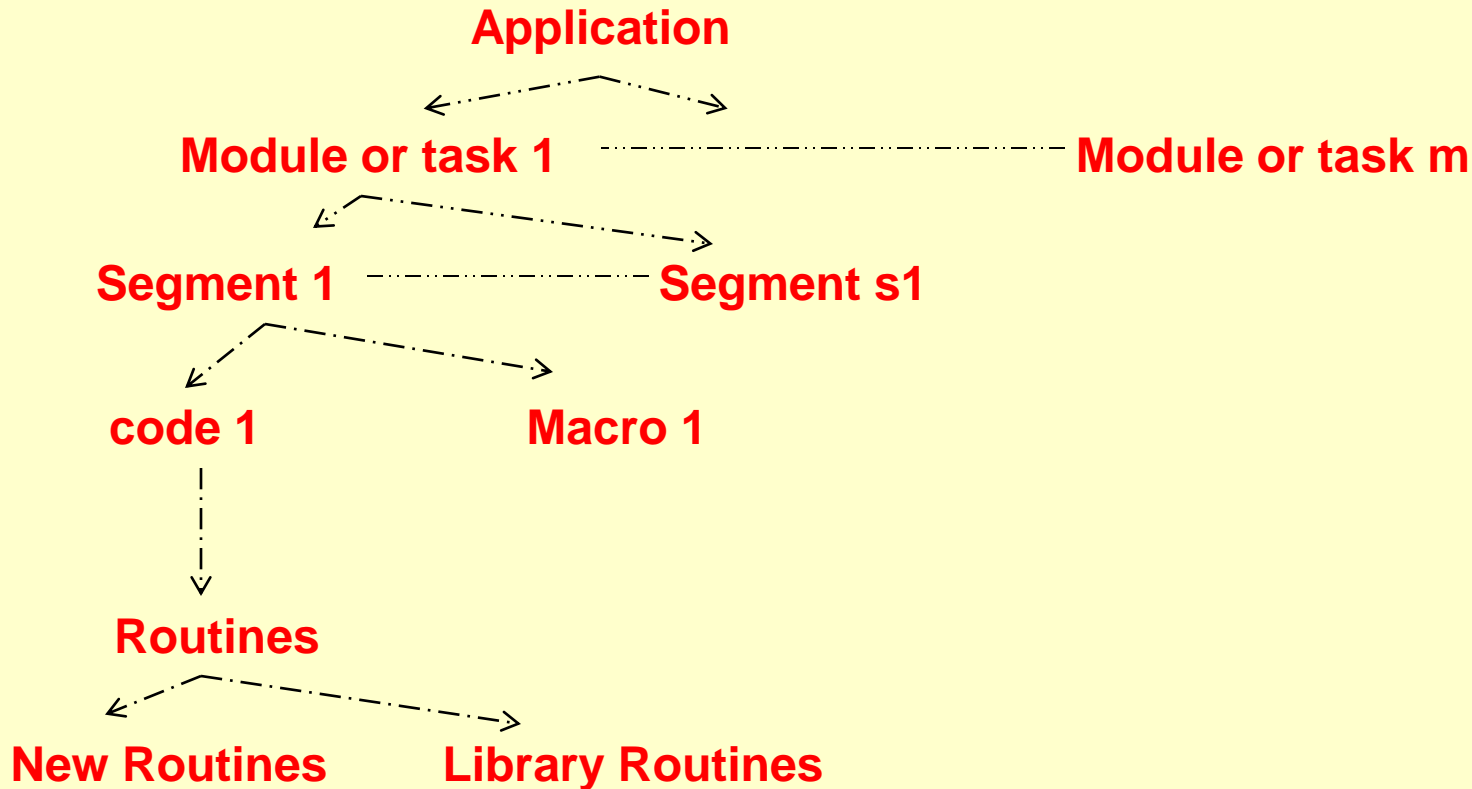 Application
Module or task 1
Module or task m
Segment 1
Segment s1
code 1
Macro 1
Routines
New Routines
Library Routines